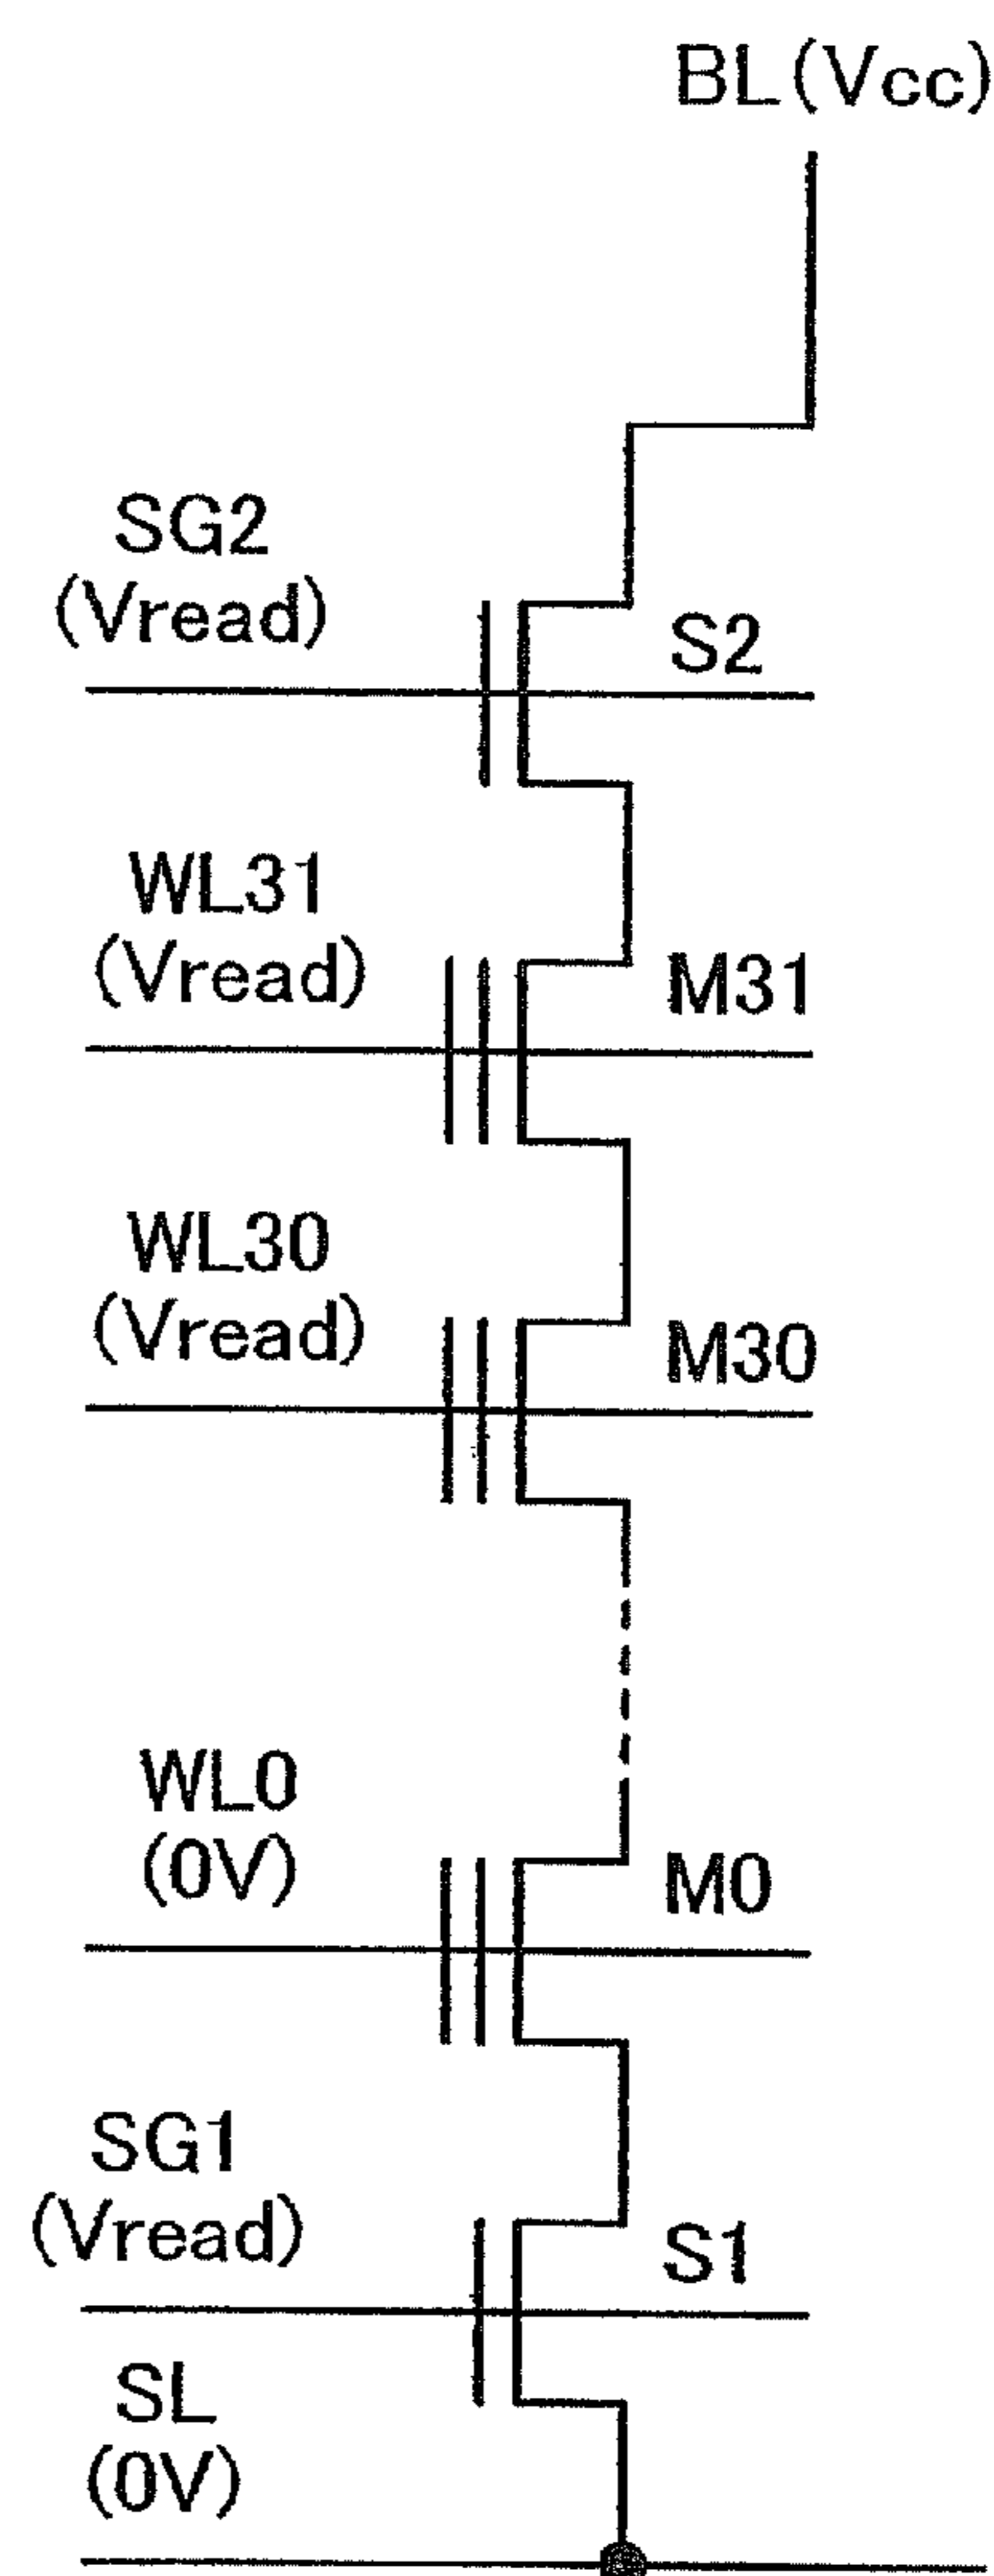 BL(Vcc)
SG2
(Vread)
S2
WL31
(Vread)
M31
WL30
(Vread)
M30
WL0
(0V)
M0
SG1
(Vread)
S1
SL
(0V)